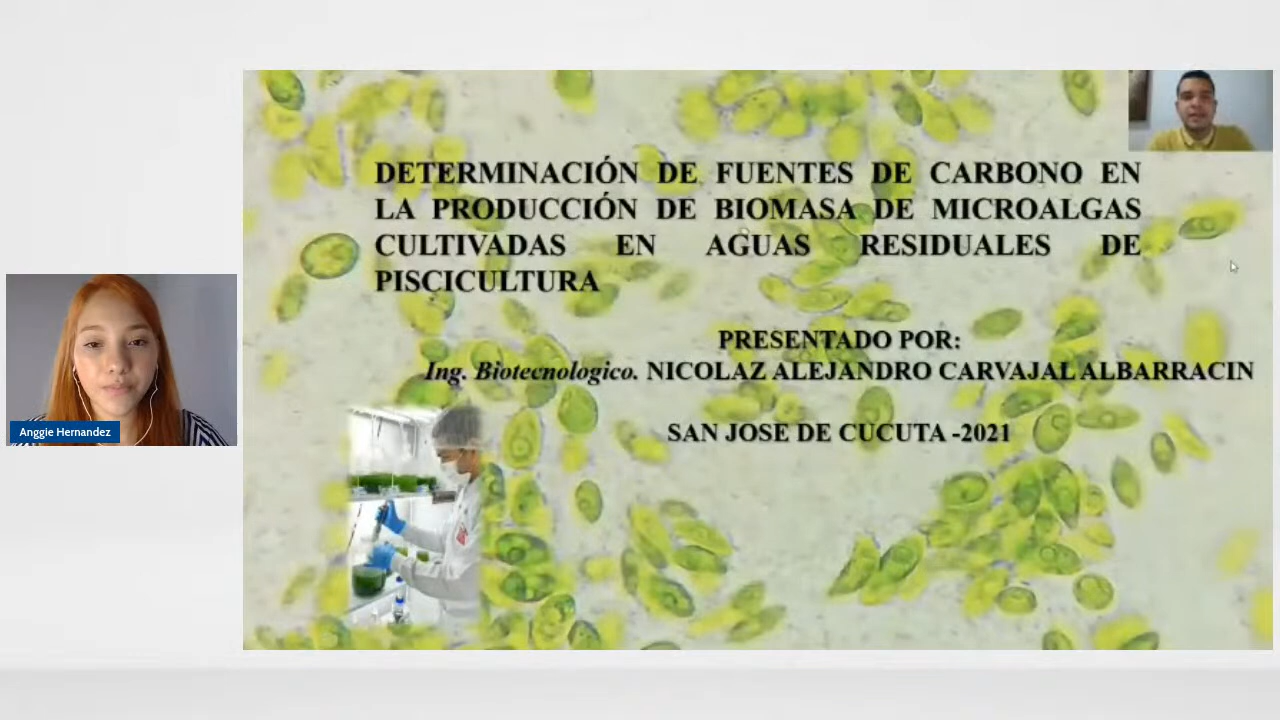 DETERMINACIÓN DE FUENTES DE CARBONO EN
LA PRODUCCIÓN DE BIOMASA DE MICROALGAS
CULTIVADAS EN AGUAS RESIDUALES DE
PISCICULTURA
PRESENTADO POR:
Ing. Biotecnologico. NICOLAZ ALEJANDRO CARVAJAL ALBARRACIN
SAN JOSE DE CUCUTA -2021
Anggie Hernandez